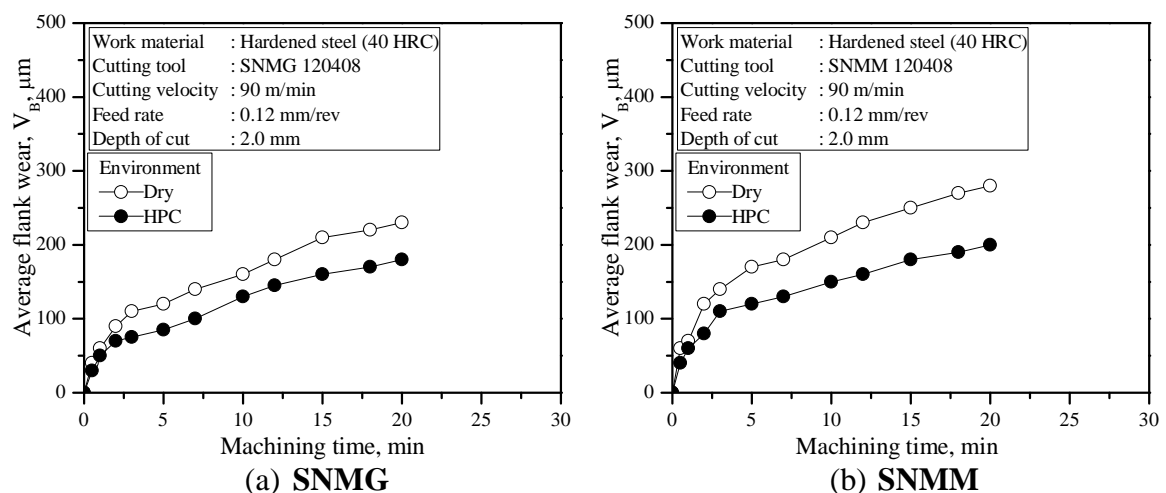 500
400
300
200
100
0
Average flank wear, V_B, μm
Work material : Hardened steel (40 HRC)
Cutting tool : SNMG 120408
Cutting velocity : 90 m/min
Feed rate : 0.12 mm/rev
Depth of cut : 2.0 mm
Environment
Dry
HPC
0 5 10 15 20 25 30
Machining time, min
(a) SNMG
500
400
300
200
100
0
Average flank wear, V_B, μm
Work material : Hardened steel (40 HRC)
Cutting tool : SNMM 120408
Cutting velocity : 90 m/min
Feed rate : 0.12 mm/rev
Depth of cut : 2.0 mm
Environment
Dry
HPC
0 5 10 15 20 25 30
Machining time, min
(b) SNMM